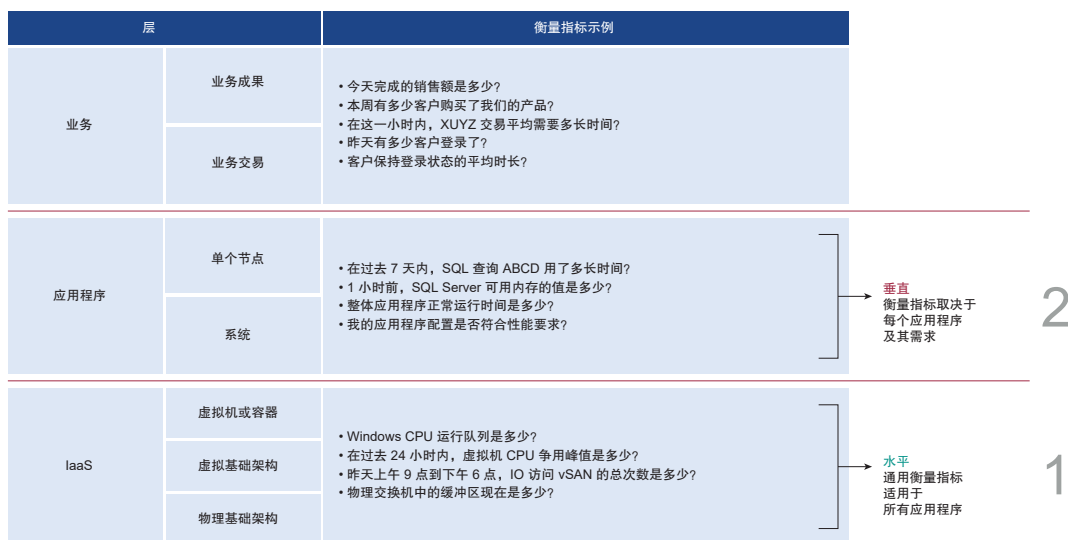 层
衡量指标示例
业务
业务成果
业务交易
• 今天完成的销售额是多少？
• 本周有多少客户购买了我们的产品？
• 在这一小时内，XUYZ 交易平均需要多长时间？
• 昨天有多少客户登录了？
• 客户保持登录状态的平均时长？
应用程序
单个节点
系统
• 在过去 7 天内，SQL 查询 ABCD 用了多长时间？
• 1 小时前，SQL Server 可用内存的值是多少？
• 整体应用程序正常运行时间是多少？
• 我的应用程序配置是否符合性能要求？
垂直
衡量指标取决于
每个应用程序
及其需求
2
IaaS
虚拟机或容器
虚拟基础架构
物理基础架构
• Windows CPU 运行队列是多少？
• 在过去 24 小时内，虚拟机 CPU 争用峰值是多少？
• 昨天上午 9 点到下午 6 点，IO 访问 vSAN 的总次数是多少？
• 物理交换机中的缓冲区现在是多少？
水平
通用衡量指标
适用于
所有应用程序
1